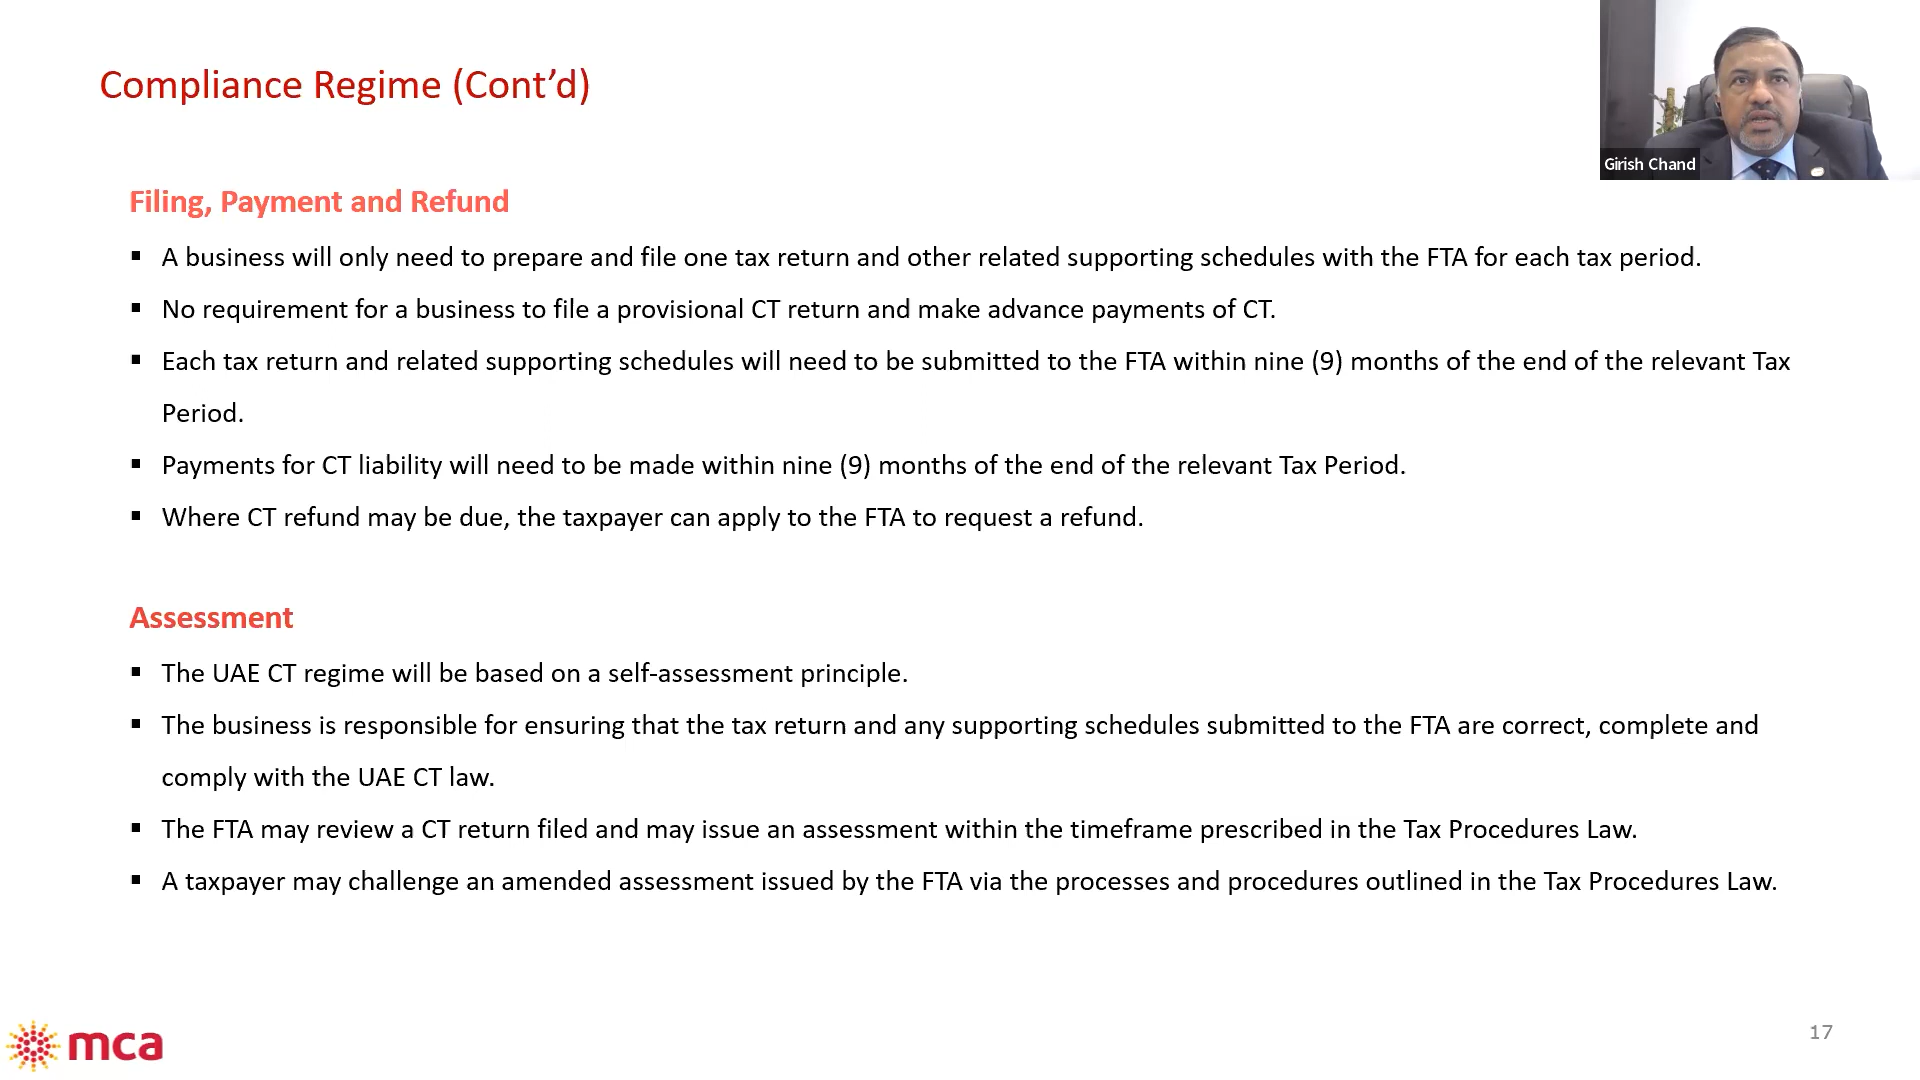 Compliance Regime (Cont’d)
Girish Chand
Filing, Payment and Refund
▪ A business will only need to prepare and file one tax return and other related supporting schedules with the FTA for each tax period.
▪ No requirement for a business to file a provisional CT return and make advance payments of CT.
▪ Each tax return and related supporting schedules will need to be submitted to the FTA within nine (9) months of the end of the relevant Tax
Period.
▪ Payments for CT liability will need to be made within nine (9) months of the end of the relevant Tax Period.
▪ Where CT refund may be due, the taxpayer can apply to the FTA to request a refund.
Assessment
▪ The UAE CT regime will be based on a self-assessment principle.
▪ The business is responsible for ensuring that the tax return and any supporting schedules submitted to the FTA are correct, complete and
comply with the UAE CT law.
▪ The FTA may review a CT return filed and may issue an assessment within the timeframe prescribed in the Tax Procedures Law.
▪ A taxpayer may challenge an amended assessment issued by the FTA via the processes and procedures outlined in the Tax Procedures Law.
mca
17